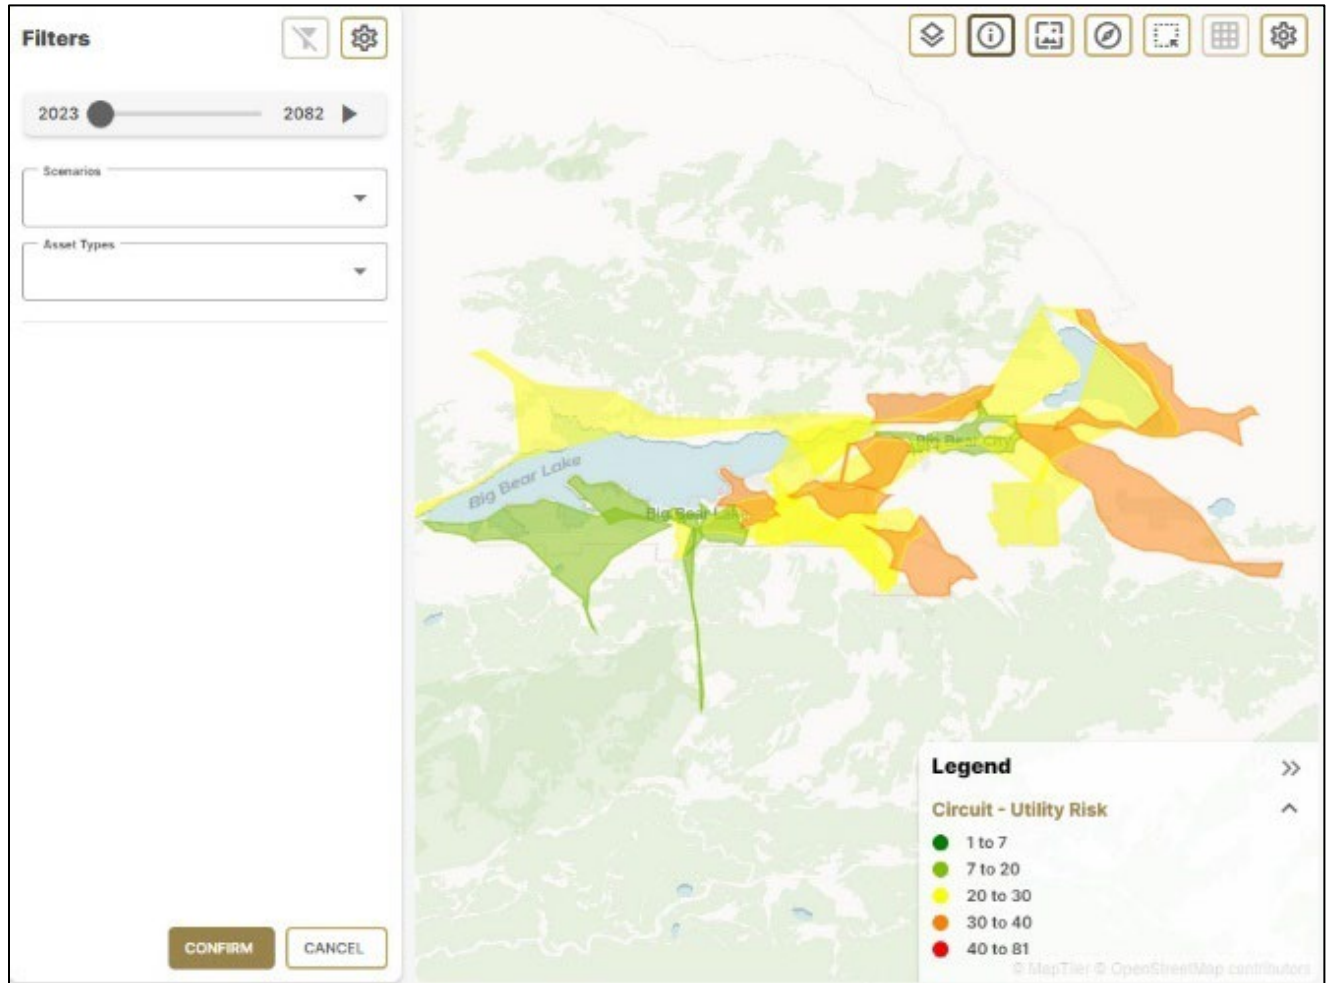 Filters
2023 2082
Scenarios
Asset Types
CONFIRM CANCEL
Big Bear Lake
Big Bear Lake
Big Bear City
Legend
Circuit - Utility Risk
1 to 7
7 to 20
20 to 30
30 to 40
40 to 81
© MapTiler © OpenStreetMap contributors